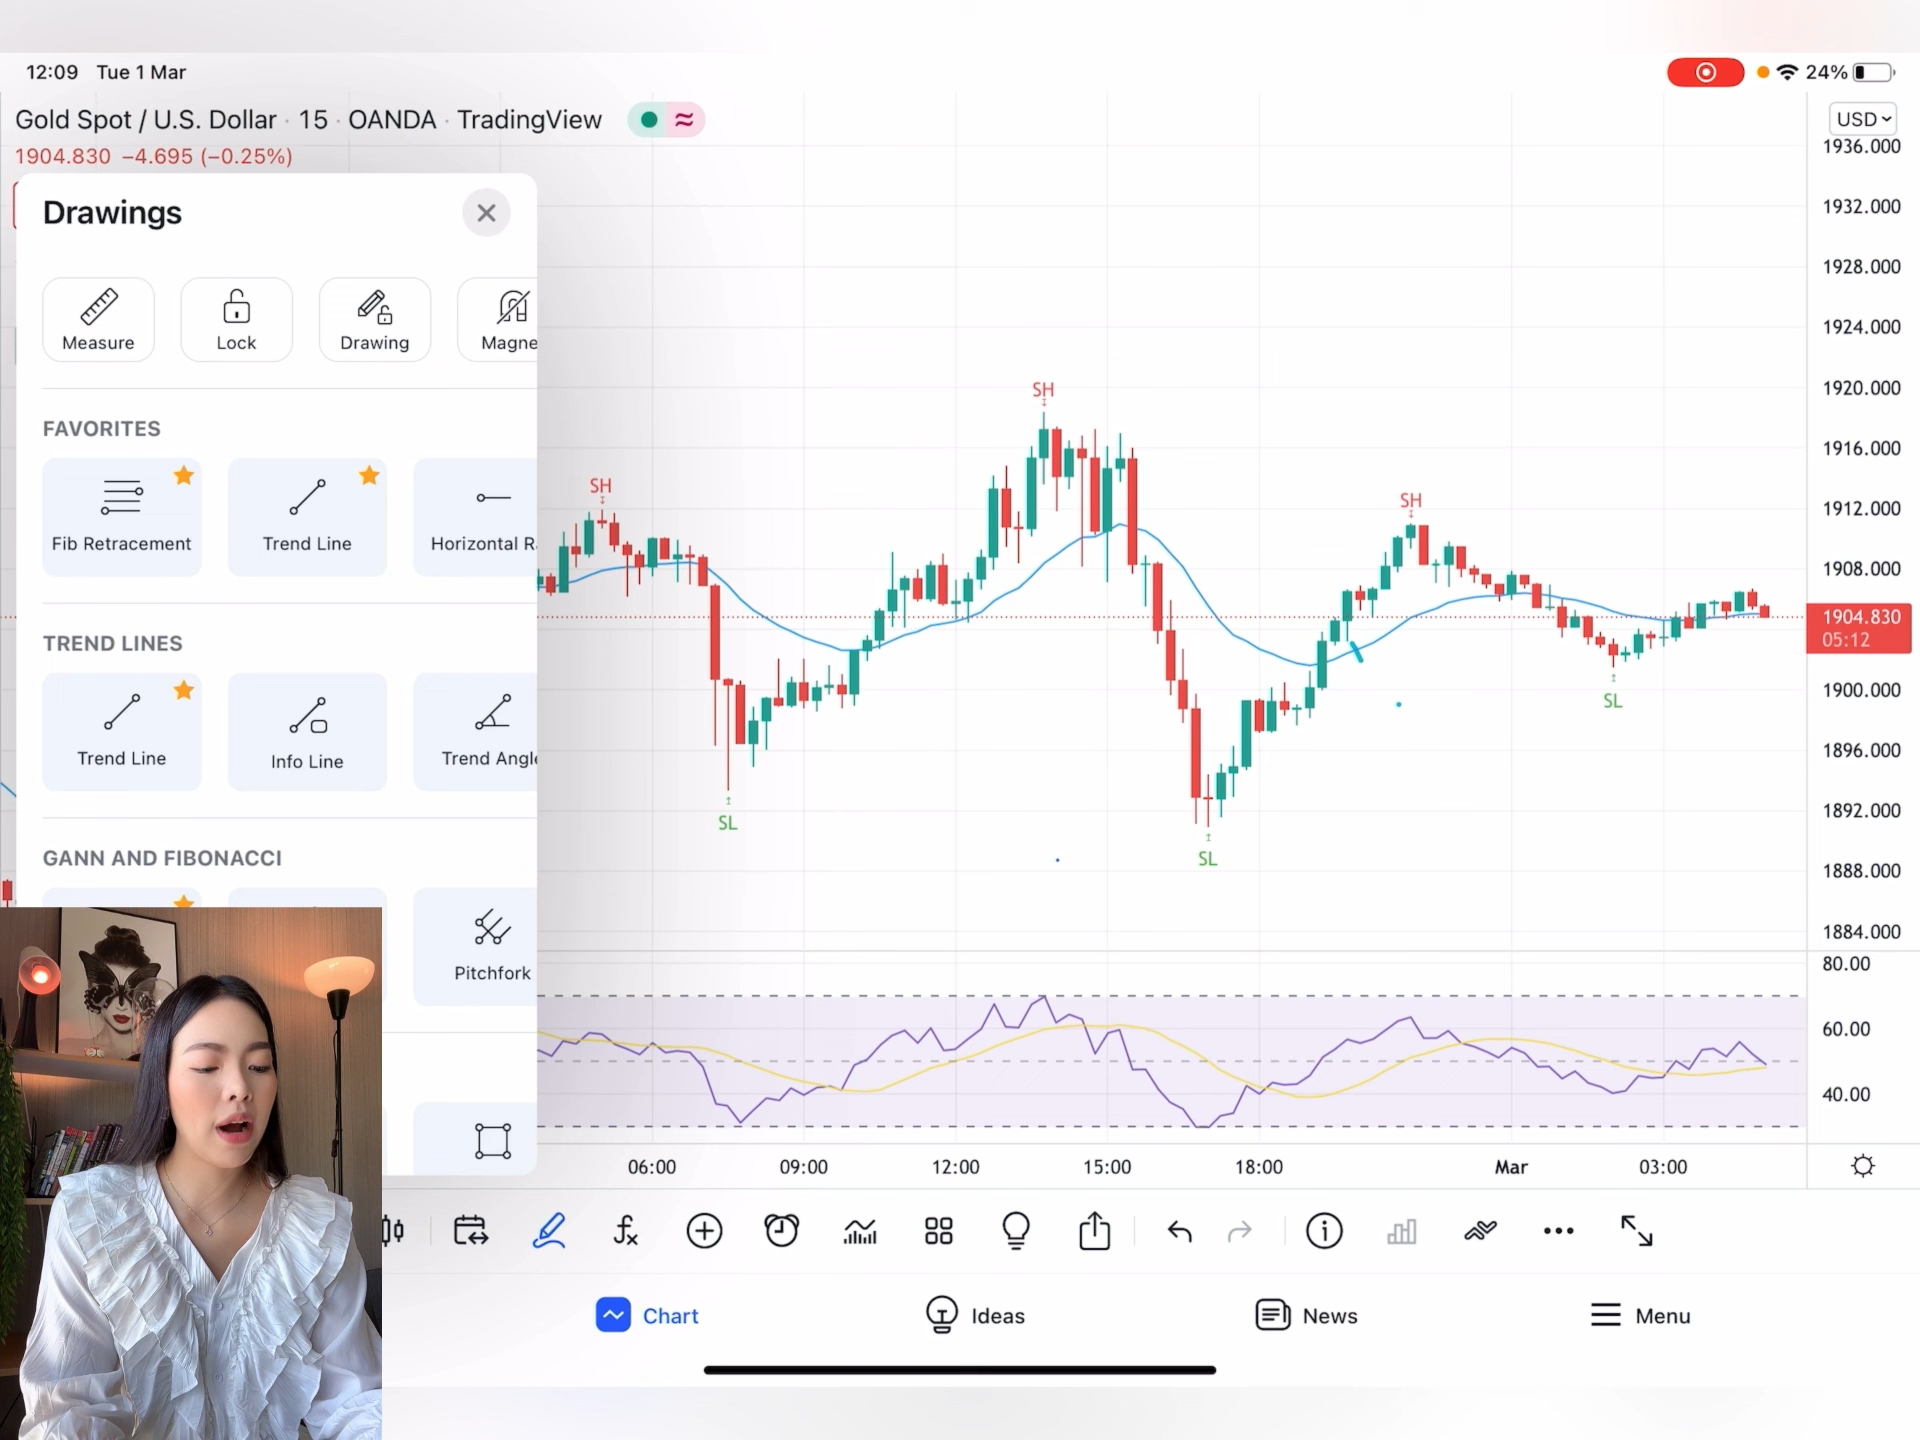 12:09 Tue 1 Mar
24%
Gold Spot / U.S. Dollar · 15 · OANDA · TradingView
USD
1904.830 −4.695 (−0.25%)
Drawings
Measure
Lock
Drawing
Magne
FAVORITES
Fib Retracement
Trend Line
Horizontal R
TREND LINES
Trend Line
Info Line
Trend Angle
GANN AND FIBONACCI
Pitchfork
SH
SL
SH
SL
SH
SL
1936.000
1932.000
1928.000
1924.000
1920.000
1916.000
1912.000
1908.000
1904.830
05:12
1900.000
1896.000
1892.000
1888.000
1884.000
80.00
60.00
40.00
06:00 09:00 12:00 15:00 18:00 Mar 03:00
Chart
Ideas
News
Menu